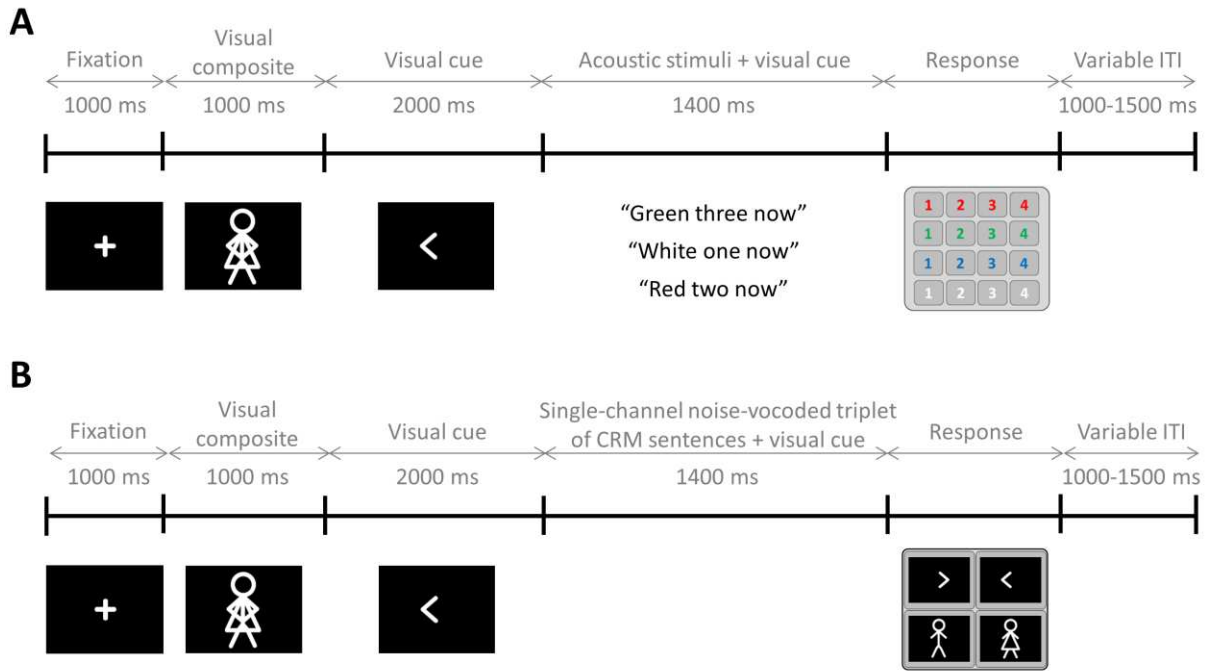 A
Fixation
Visual
composite
Visual cue
Acoustic stimuli + visual cue
Response
Variable ITI
1000 ms
1000 ms
2000 ms
1400 ms
1000-1500 ms
“Green three now”
“White one now”
“Red two now”
1 2 3 4
1 2 3 4
1 2 3 4
1 2 3 4
B
Fixation
Visual
composite
Visual cue
Single-channel noise-vocoded triplet
of CRM sentences + visual cue
Response
Variable ITI
1000 ms
1000 ms
2000 ms
1400 ms
1000-1500 ms